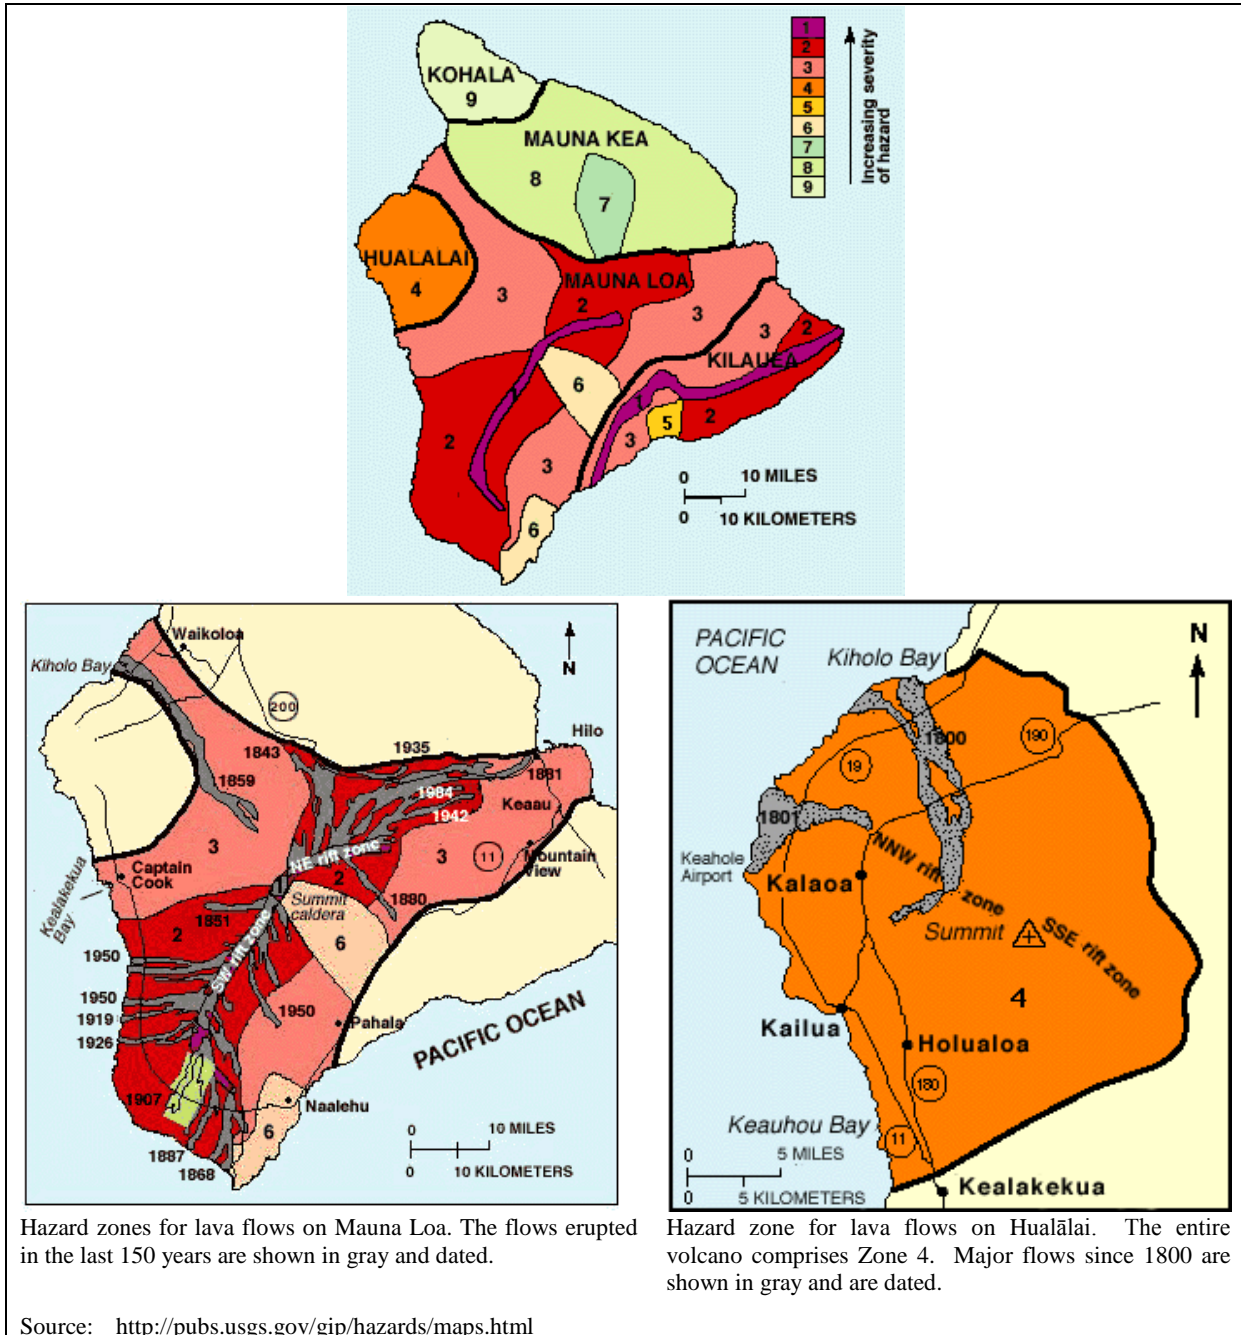 KOHALA
9
MAUNA KEA
8
7
HUALALAI
4
MAUNA LOA
3
2
3
3
2
KILAUEA
6
1
2
5
3
2
3
6
1
2
3
4
5
6
7
8
9
Increasing severity
of hazard
0 10 MILES
0 10 KILOMETERS
Waikoloa
Kiholo Bay
N
200
Hilo
1843
1935
1859
1881
1984
Keaau
1942
3
NE rift zone
3
11
Mountain
View
Captain
Cook
1
2
Summit
caldera
1880
Kealakekua
Bay
1851
2
6
SW rift zone
1950
1950
1919
1926
1950
Pahala
PACIFIC OCEAN
1907
Naalehu
6
1887
1868
0 10 MILES
0 10 KILOMETERS
PACIFIC
OCEAN
Kiholo Bay
N
1800
190
19
1801
Keahole
Airport
Kalaoa
NNW rift zone
Summit
SSE rift zone
4
Kailua
Holualoa
180
Keauhou Bay
11
0 5 MILES
0 5 KILOMETERS
Kealakekua
Hazard zones for lava flows on Mauna Loa. The flows erupted
in the last 150 years are shown in gray and dated.
Hazard zone for lava flows on Hualālai. The entire
volcano comprises Zone 4. Major flows since 1800 are
shown in gray and are dated.
Source: http://pubs.usgs.gov/gip/hazards/maps.html